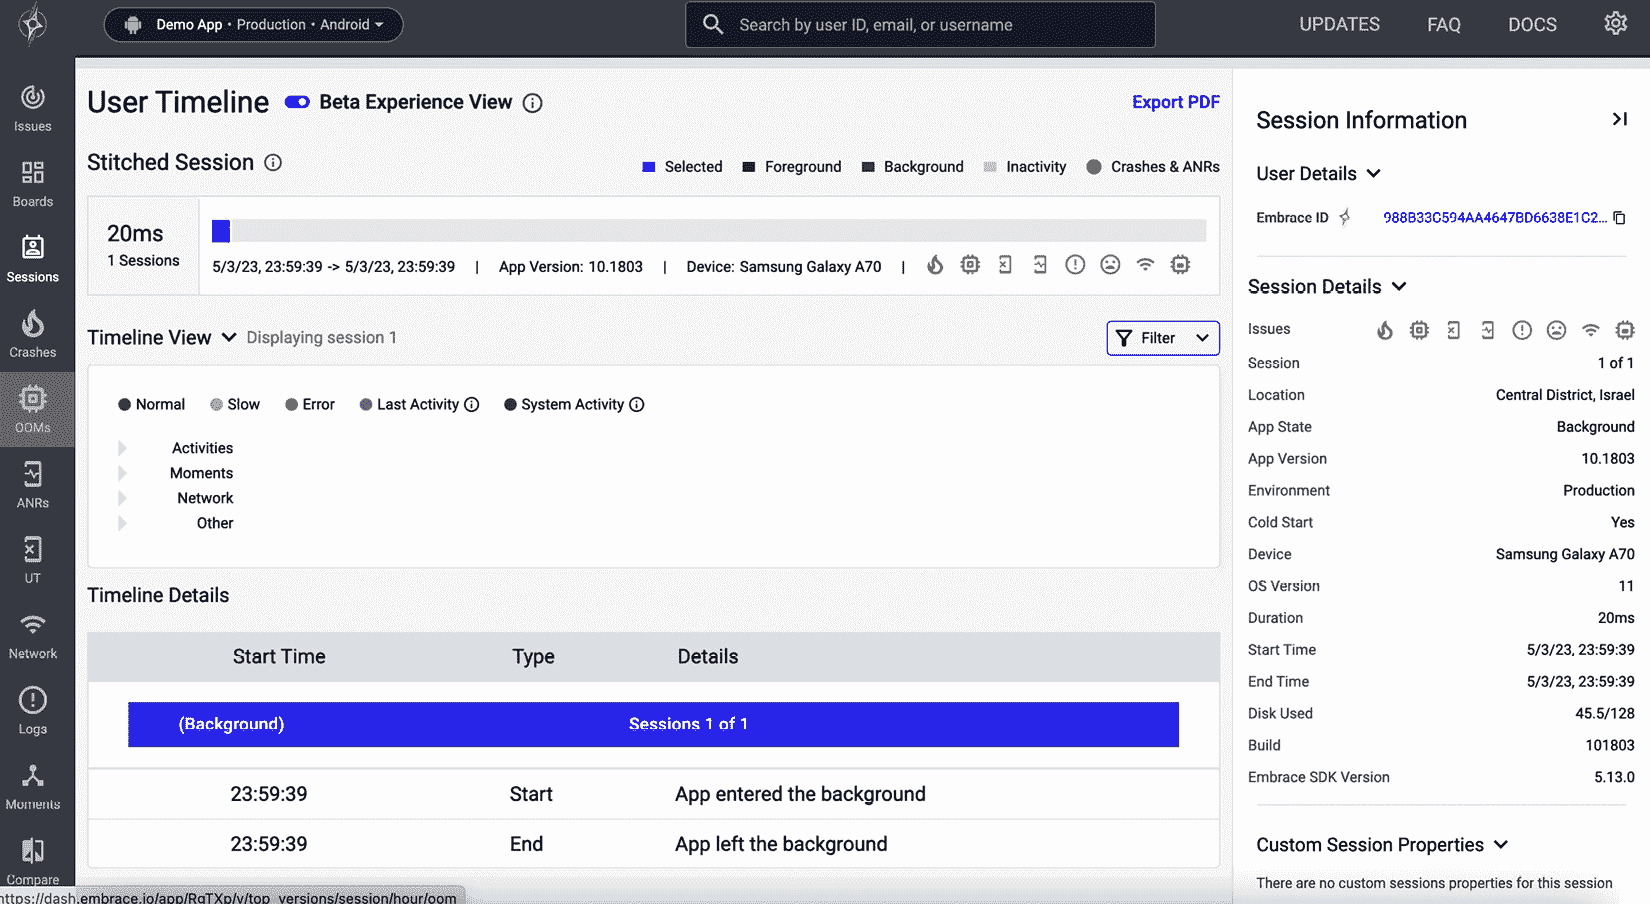 Demo App • Production • Android
Search by user ID, email, or username
UPDATES
FAQ
DOCS
Issues
Boards
Sessions
Crashes
OOMs
ANRs
UT
Network
Logs
Moments
Compare
User Timeline
Beta Experience View
Export PDF
Stitched Session
Selected
Foreground
Background
Inactivity
Crashes & ANRs
20ms
1 Sessions
5/3/23, 23:59:39 -> 5/3/23, 23:59:39 | App Version: 10.1803 | Device: Samsung Galaxy A70 |
Timeline View
Displaying session 1
Filter
Normal
Slow
Error
Last Activity
System Activity
Activities
Moments
Network
Other
Timeline Details
Start Time Type Details
(Background) Sessions 1 of 1
23:59:39 Start App entered the background
23:59:39 End App left the background
Session Information
User Details
Embrace ID 988B33C594AA4647BD6638E1C2...
Session Details
Issues
Session 1 of 1
Location Central District, Israel
App State Background
App Version 10.1803
Environment Production
Cold Start Yes
Device Samsung Galaxy A70
OS Version 11
Duration 20ms
Start Time 5/3/23, 23:59:39
End Time 5/3/23, 23:59:39
Disk Used 45.5/128
Build 101803
Embrace SDK Version 5.13.0
Custom Session Properties
There are no custom sessions properties for this session
https://dash.embrace.io/app/RqTXp/v/top_versions/session/hour/oom